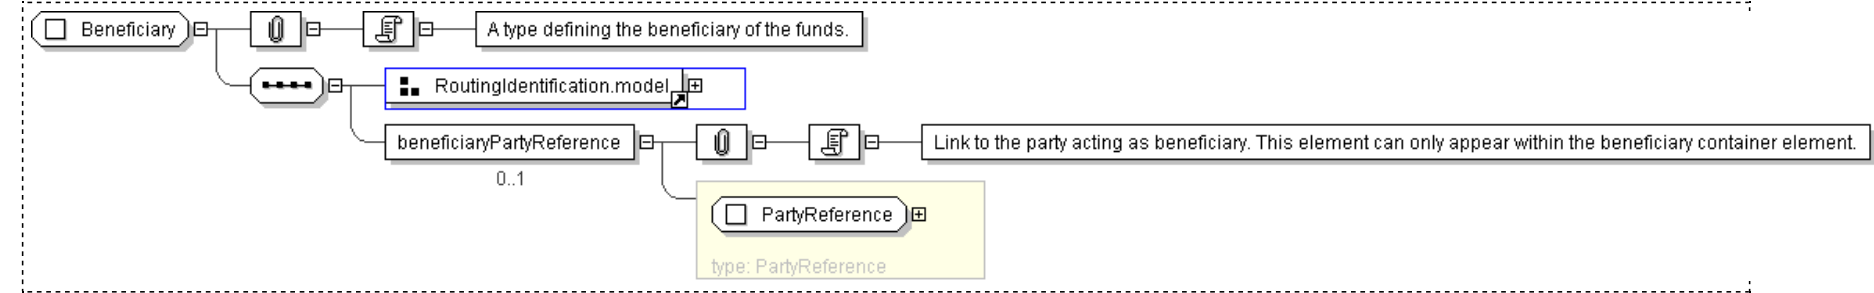 Beneficiary
A type defining the beneficiary of the funds.
RoutingIdentification.model
beneficiaryPartyReference
Link to the party acting as beneficiary. This element can only appear within the beneficiary container element.
0..1
PartyReference
type: PartyReference